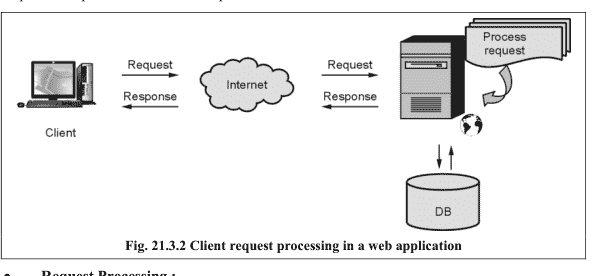 Process
request
Request
Request
Internet
Response
Response
Client
DB
Fig. 21.3.2 Client request processing in a web application
Request Processing :